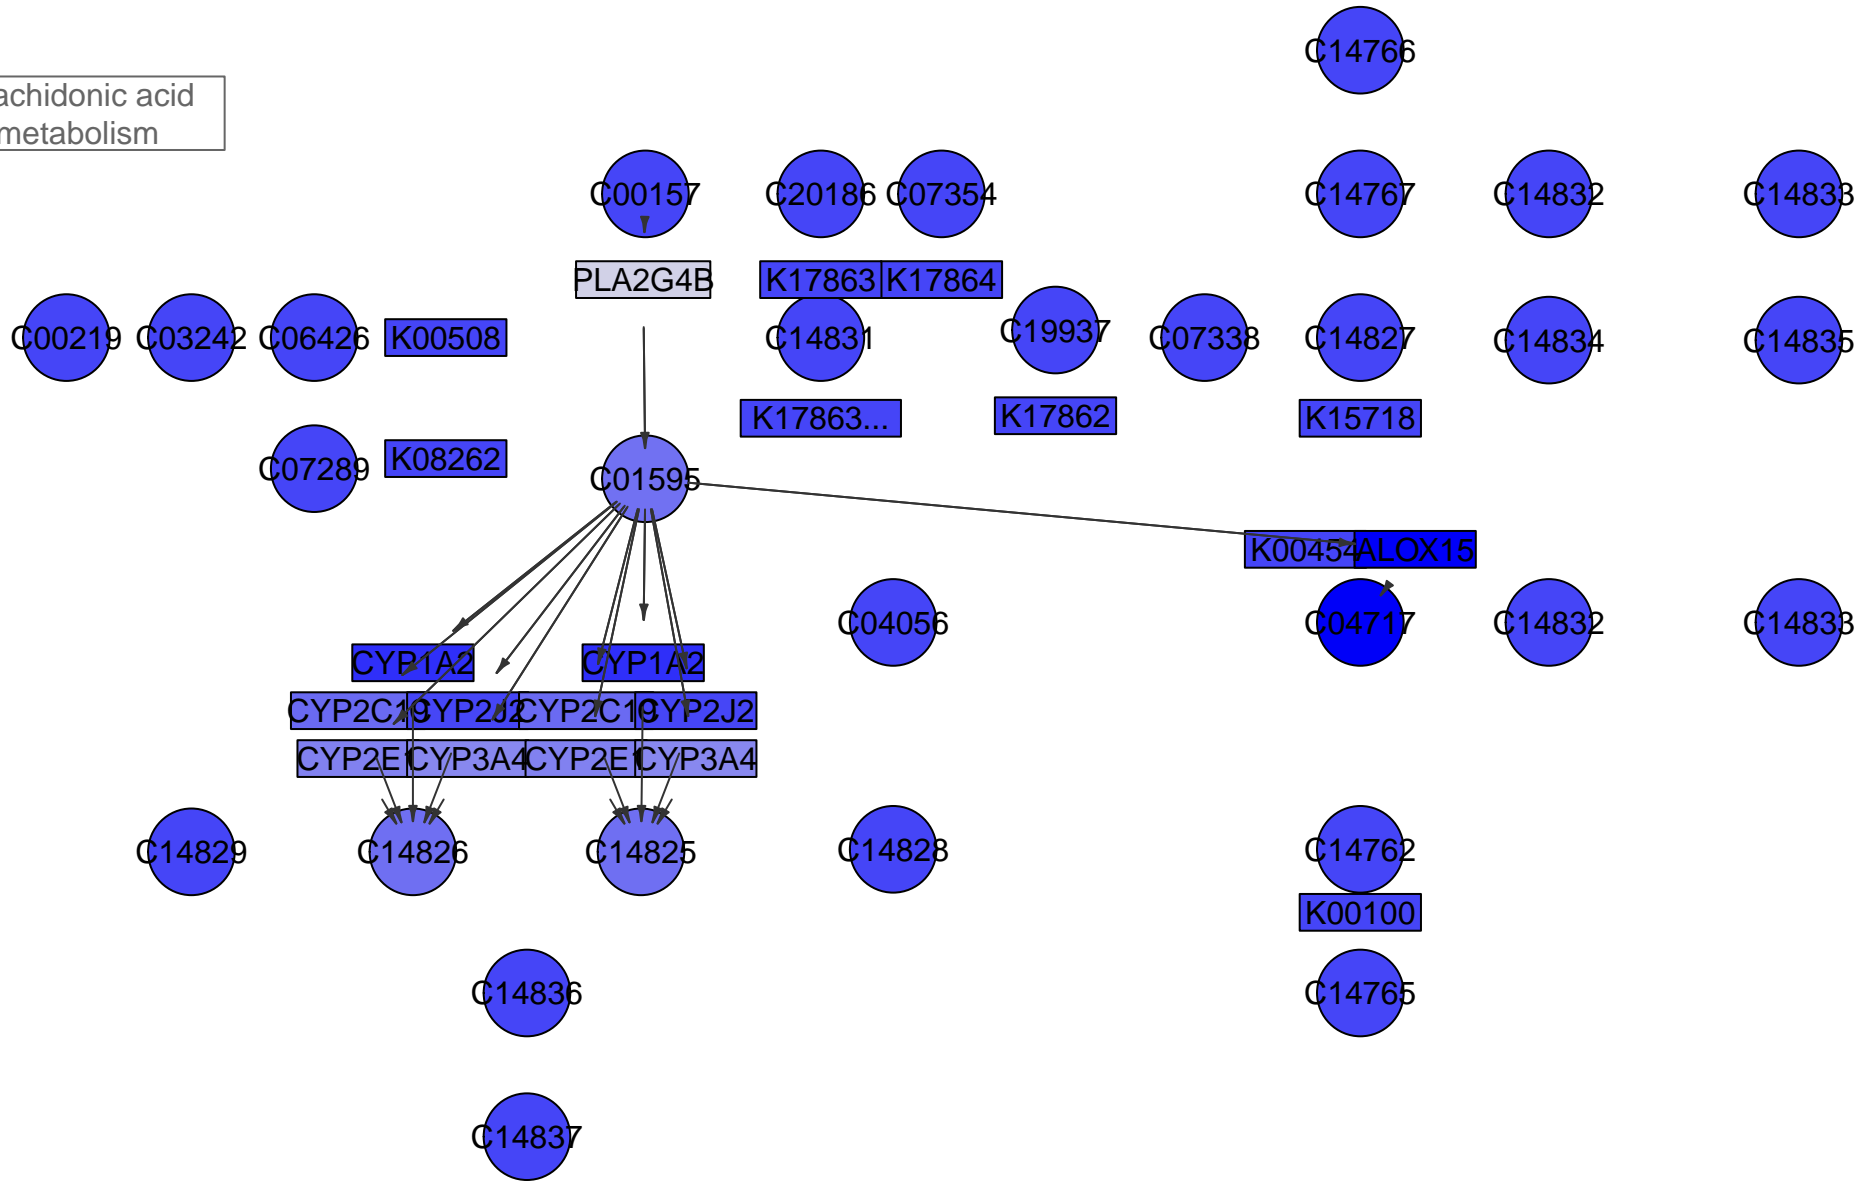 C14766
achidonic acid
metabolism
C00157
C20186
C07354
C14767
C14832
C14833
PLA2G4B
K17863
K17864
C00219
C03242
C06426
K00508
C14831
C19937
C07338
C14827
C14834
C14835
K17863...
K17862
K15718
C07289
K08262
C01595
K00454
ALOX15
C04056
C04717
C14832
C14833
CYP1A2
CYP1A2
CYP2C19
CYP2J2
CYP2C19
CYP2J2
CYP2E1
CYP3A4
CYP2E1
CYP3A4
C14829
C14826
C14825
C14828
C14762
K00100
C14836
C14765
C14837